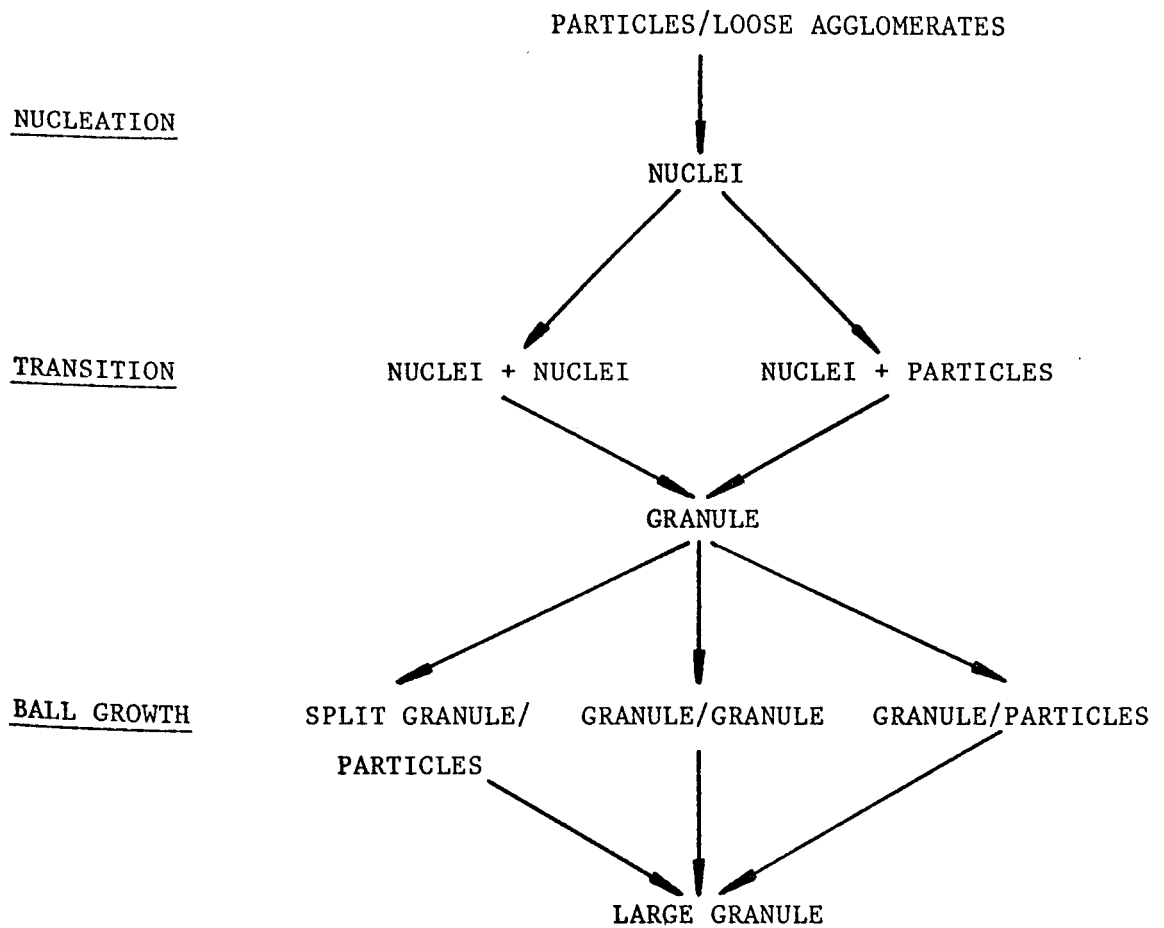 PARTICLES/LOOSE AGGLOMERATES
NUCLEATION
NUCLEI
TRANSITION
NUCLEI + NUCLEI
NUCLEI + PARTICLES
GRANULE
BALL GROWTH
SPLIT GRANULE/
PARTICLES
GRANULE/GRANULE
GRANULE/PARTICLES
LARGE GRANULE